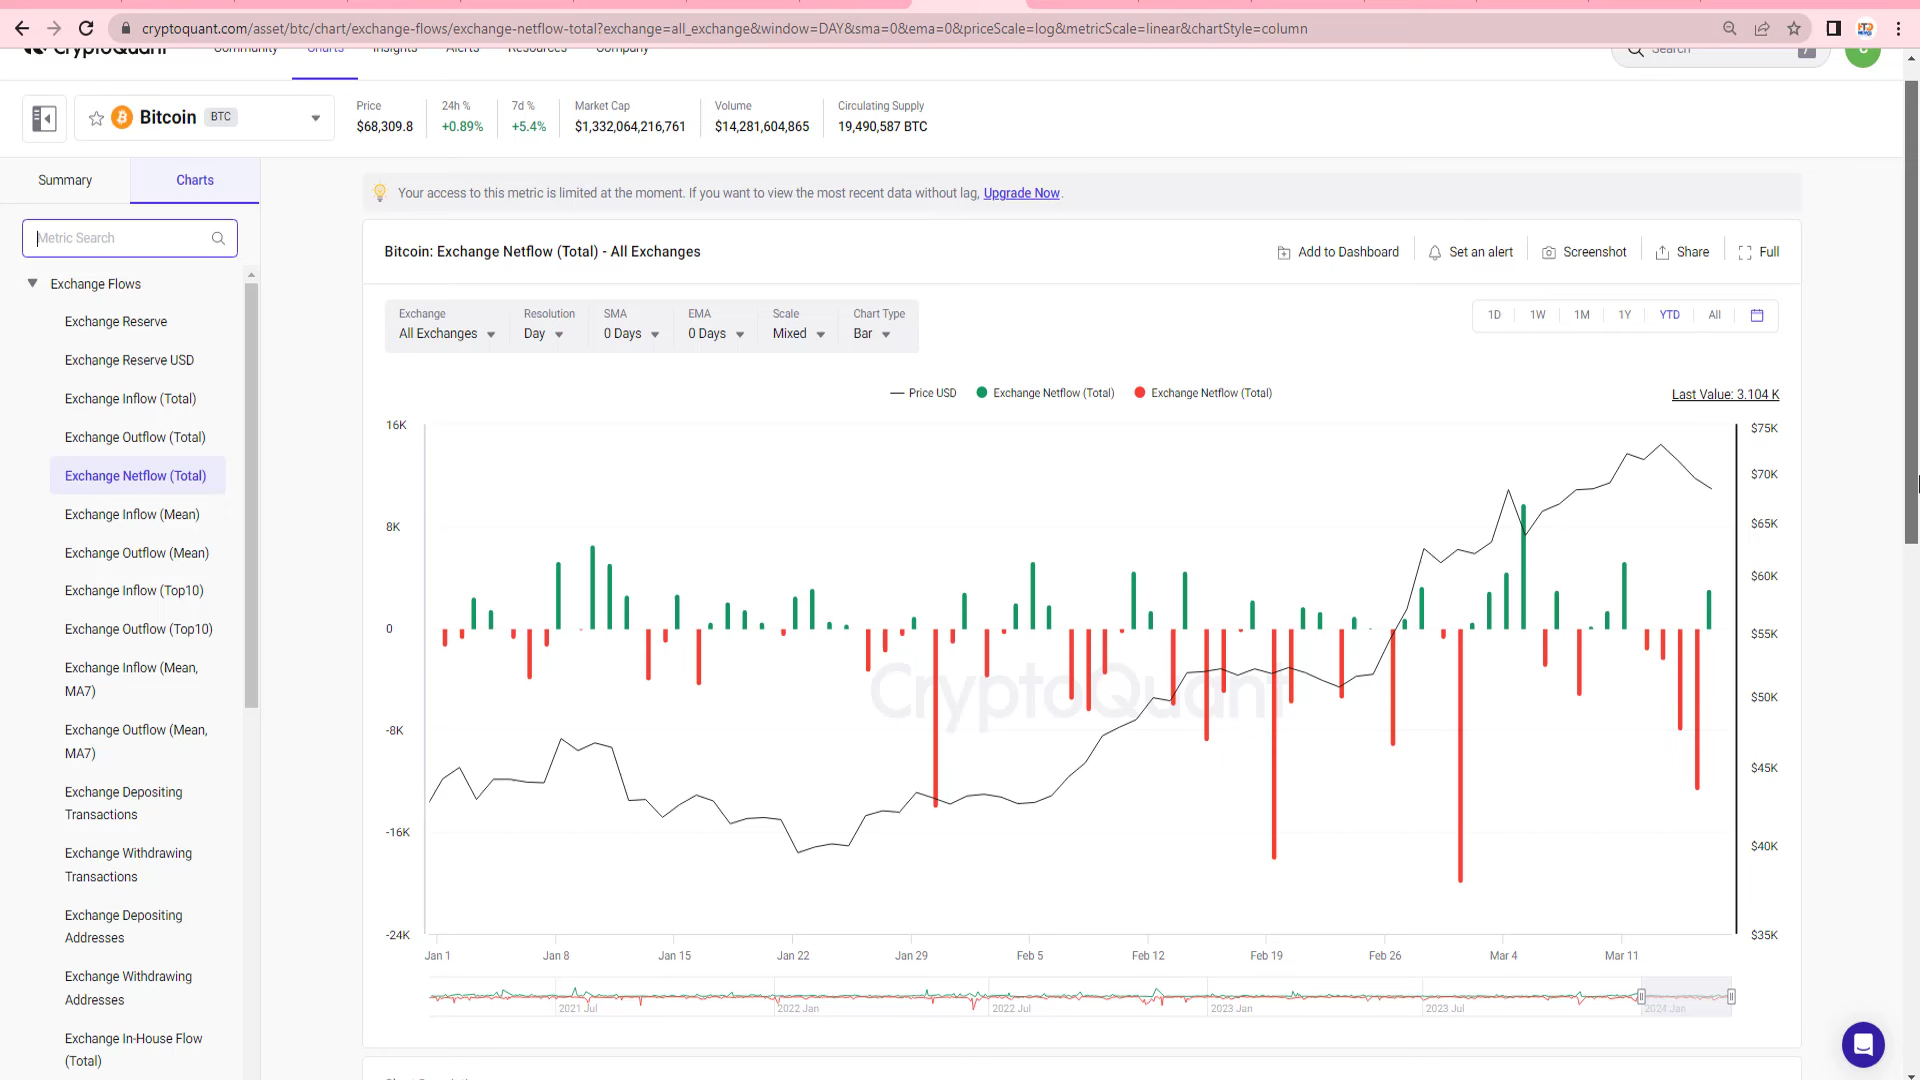 cryptoquant.com/asset/btc/chart/exchange-flows/exchange-netflow-total?exchange=all_exchange&window=DAY&sma=0&ema=0&priceScale=log&metricScale=linear&chartStyle=column
CryptoQuant Community Charts Insights Alerts Resources Company Search /
Bitcoin BTC
Price 24h % 7d % Market Cap Volume Circulating Supply
$68,309.8 +0.89% +5.4% $1,332,064,216,761 $14,281,604,865 19,490,587 BTC
Summary Charts
Metric Search
Exchange Flows
Exchange Reserve
Exchange Reserve USD
Exchange Inflow (Total)
Exchange Outflow (Total)
Exchange Netflow (Total)
Exchange Inflow (Mean)
Exchange Outflow (Mean)
Exchange Inflow (Top10)
Exchange Outflow (Top10)
Exchange Inflow (Mean,
MA7)
Exchange Outflow (Mean,
MA7)
Exchange Depositing
Transactions
Exchange Withdrawing
Transactions
Exchange Depositing
Addresses
Exchange Withdrawing
Addresses
Exchange In-House Flow
(Total)
Your access to this metric is limited at the moment. If you want to view the most recent data without lag, Upgrade Now.
Bitcoin: Exchange Netflow (Total) - All Exchanges
Add to Dashboard Set an alert Screenshot Share Full
Exchange Resolution SMA EMA Scale Chart Type
All Exchanges Day 0 Days 0 Days Mixed Bar
1D 1W 1M 1Y YTD All
Price USD Exchange Netflow (Total) Exchange Netflow (Total)
Last Value: 3.104 K
16K
8K
0
-8K
-16K
-24K
$75K
$70K
$65K
$60K
$55K
$50K
$45K
$40K
$35K
CryptoQuant
Jan 1 Jan 8 Jan 15 Jan 22 Jan 29 Feb 5 Feb 12 Feb 19 Feb 26 Mar 4 Mar 11
2021 Jul 2022 Jan 2022 Jul 2023 Jan 2023 Jul 2024 Jan